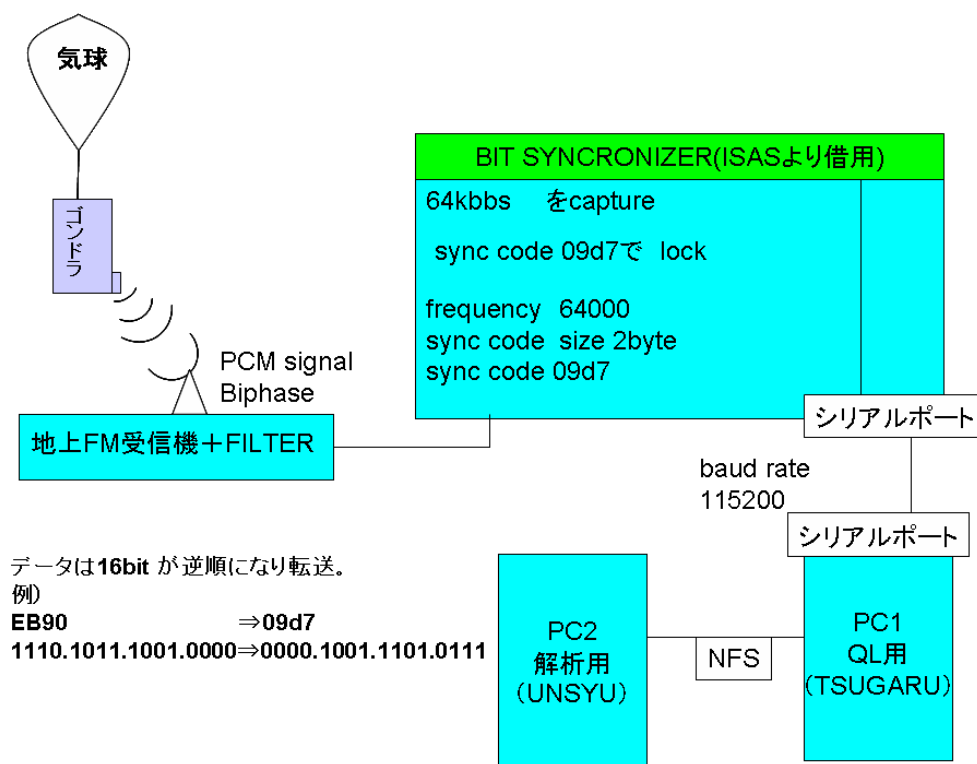 気球
ゴンドラ
BIT SYNCRONIZER(ISASより借用)
64kbbs をcapture
sync code 09d7で lock
frequency 64000
sync code size 2byte
sync code 09d7
PCM signal
Biphase
地上FM受信機＋FILTER
シリアルポート
baud rate
115200
シリアルポート
データは16bit が逆順になり転送。
例）
EB90 ⇒09d7
1110.1011.1001.0000⇒0000.1001.1101.0111
PC2
解析用
（UNSYU）
NFS
PC1
QL用
(TSUGARU)